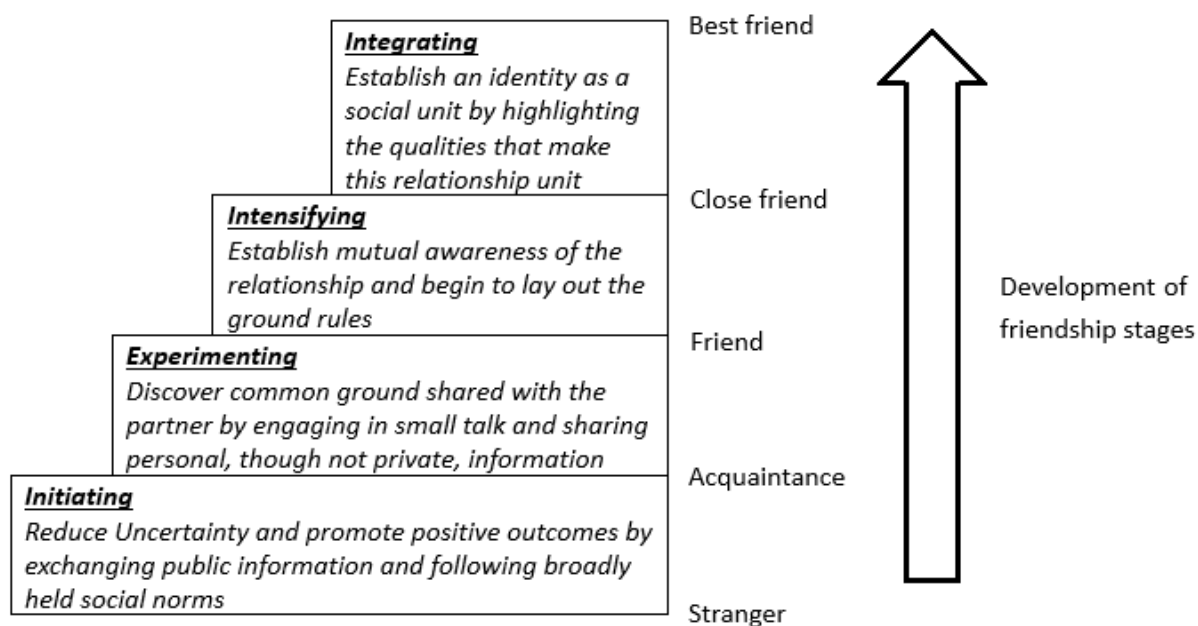 Best friend
Integrating
Establish an identity as a
social unit by highlighting
the qualities that make
this relationship unit
Close friend
Intensifying
Establish mutual awareness of the
relationship and begin to lay out the
ground rules
Friend
Experimenting
Discover common ground shared with the
partner by engaging in small talk and sharing
personal, though not private, information
Acquaintance
Initiating
Reduce Uncertainty and promote positive outcomes by
exchanging public information and following broadly
held social norms
Stranger
Development of
friendship stages